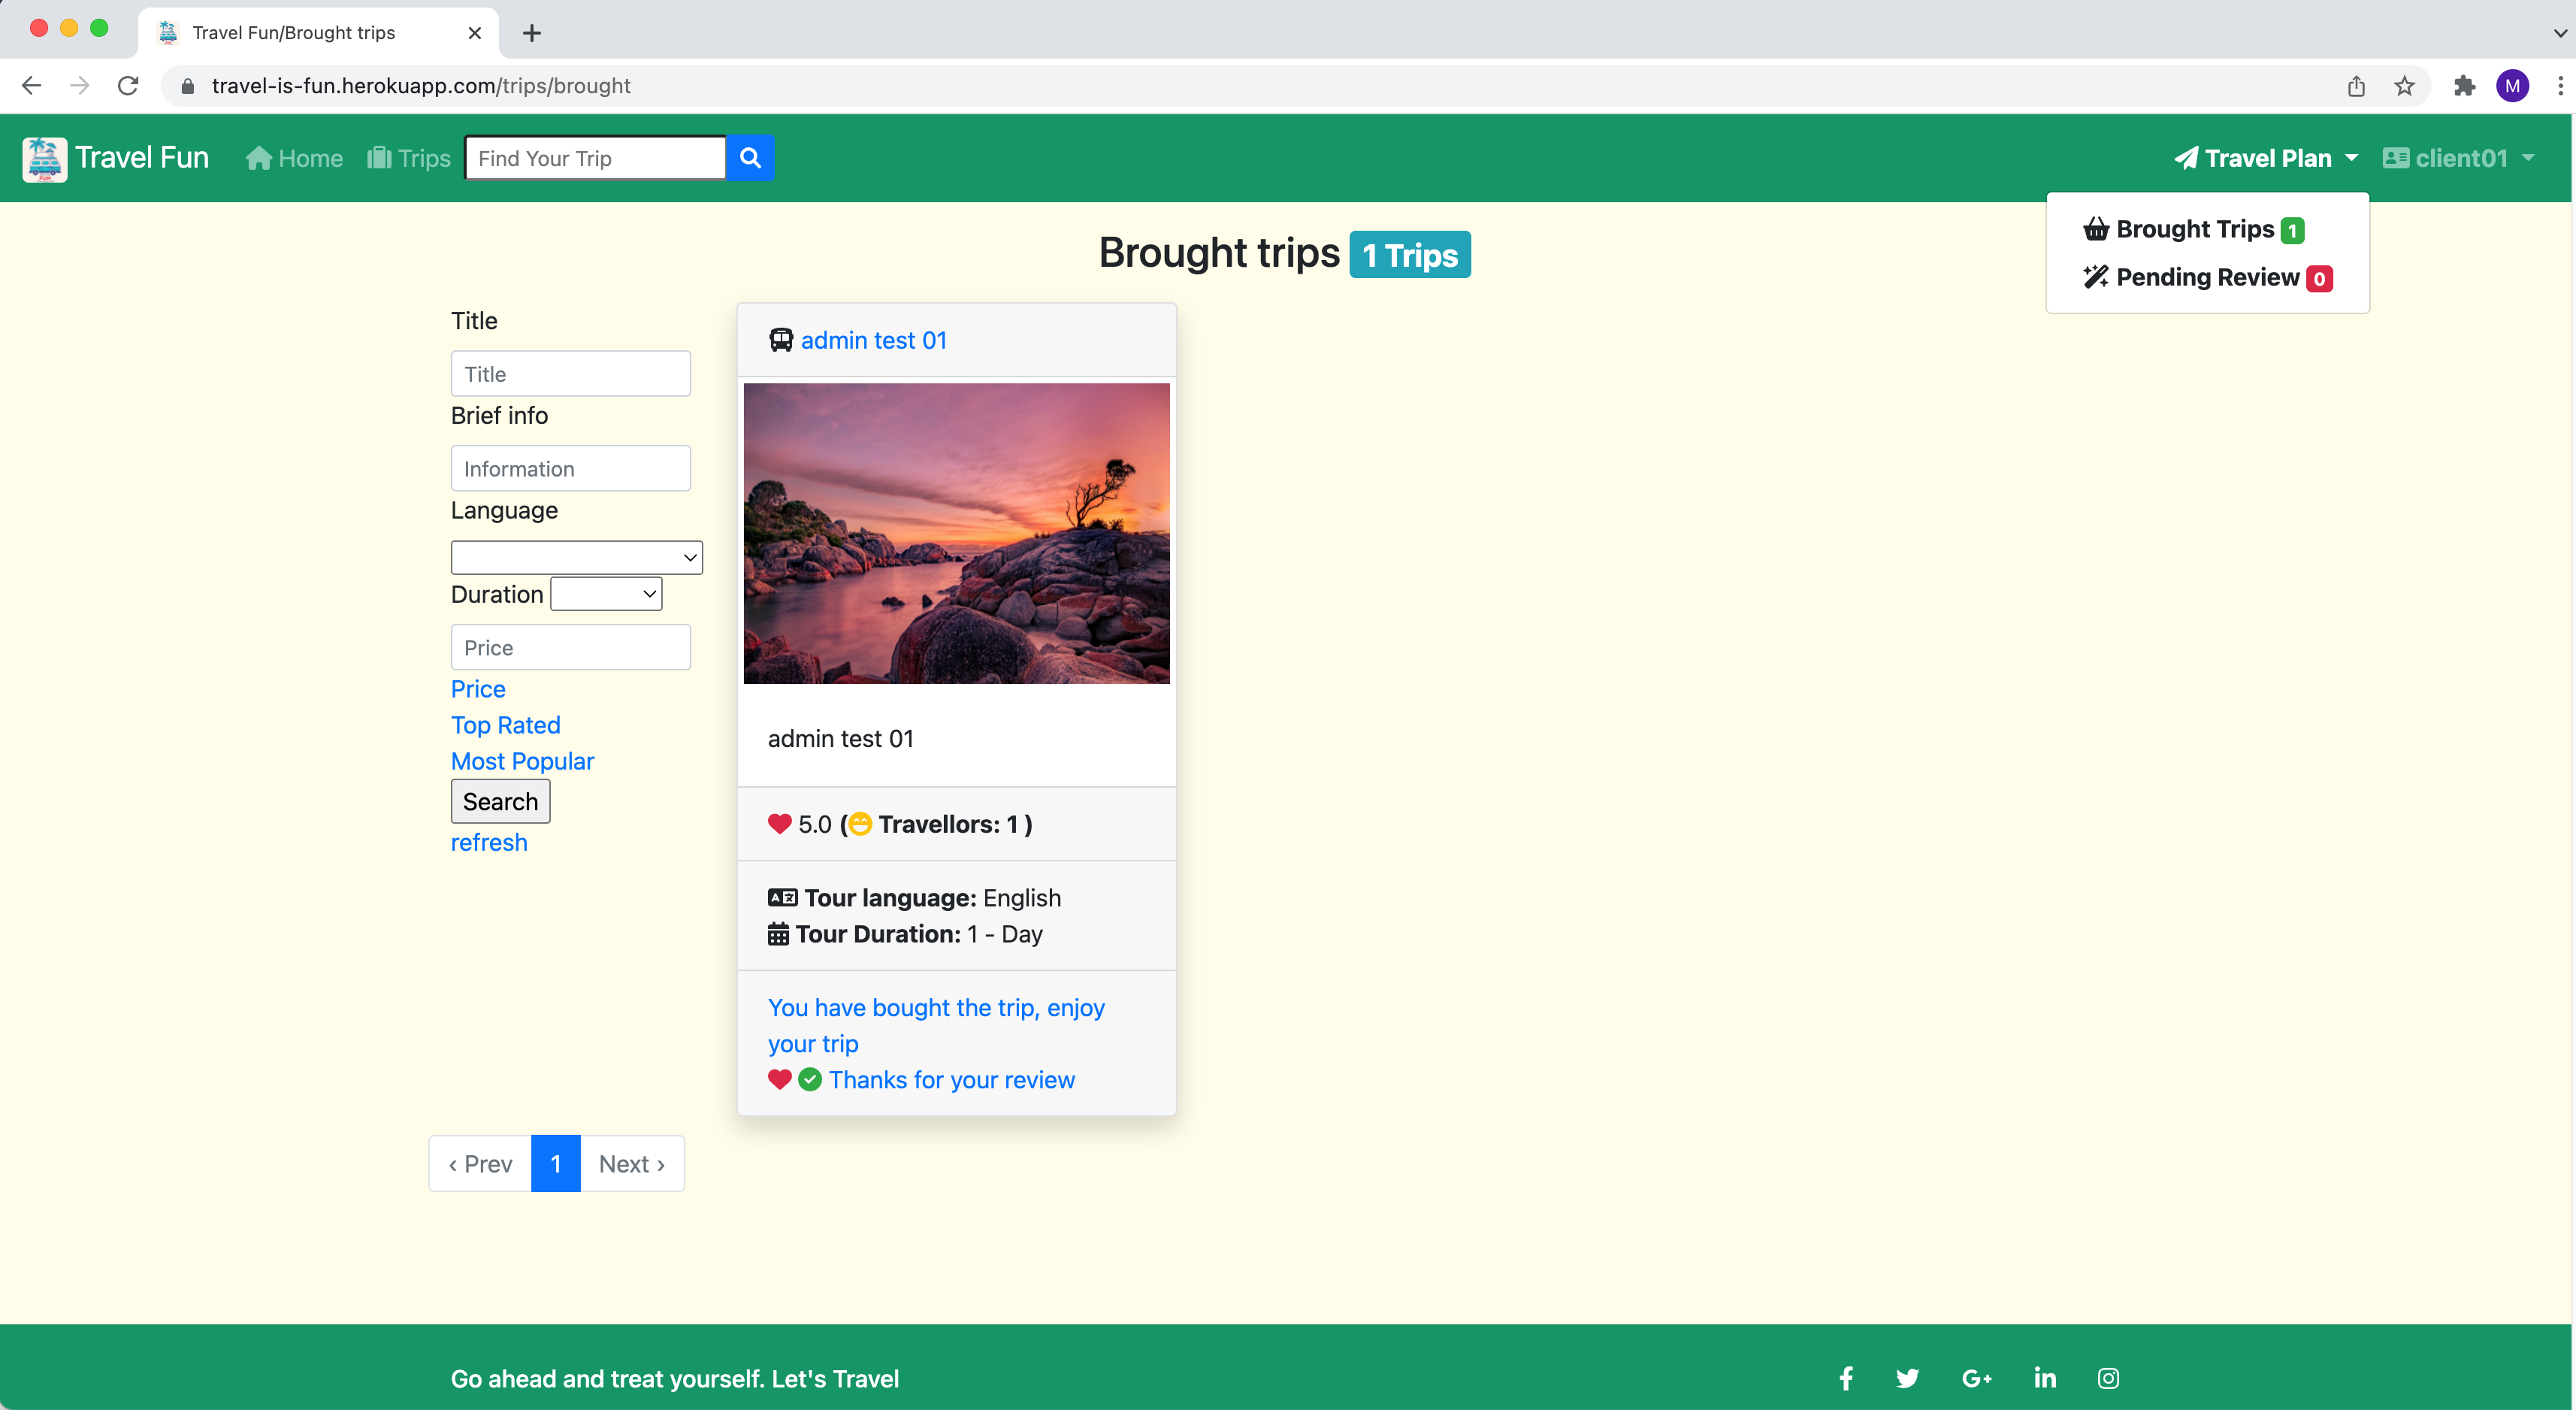 Travel Fun/Brought trips
travel-is-fun.herokuapp.com/trips/brought
M
Travel Fun
Home
Trips
Find Your Trip
Travel Plan
client01
Brought Trips 1
Pending Review 0
Brought trips 1 Trips
Title
Title
Brief info
Information
Language
Duration
Price
Price
Top Rated
Most Popular
Search
refresh
admin test 01
admin test 01
5.0 ( Travellors: 1 )
Tour language: English
Tour Duration: 1 - Day
You have bought the trip, enjoy
your trip
Thanks for your review
‹ Prev 1 Next ›
Go ahead and treat yourself. Let's Travel